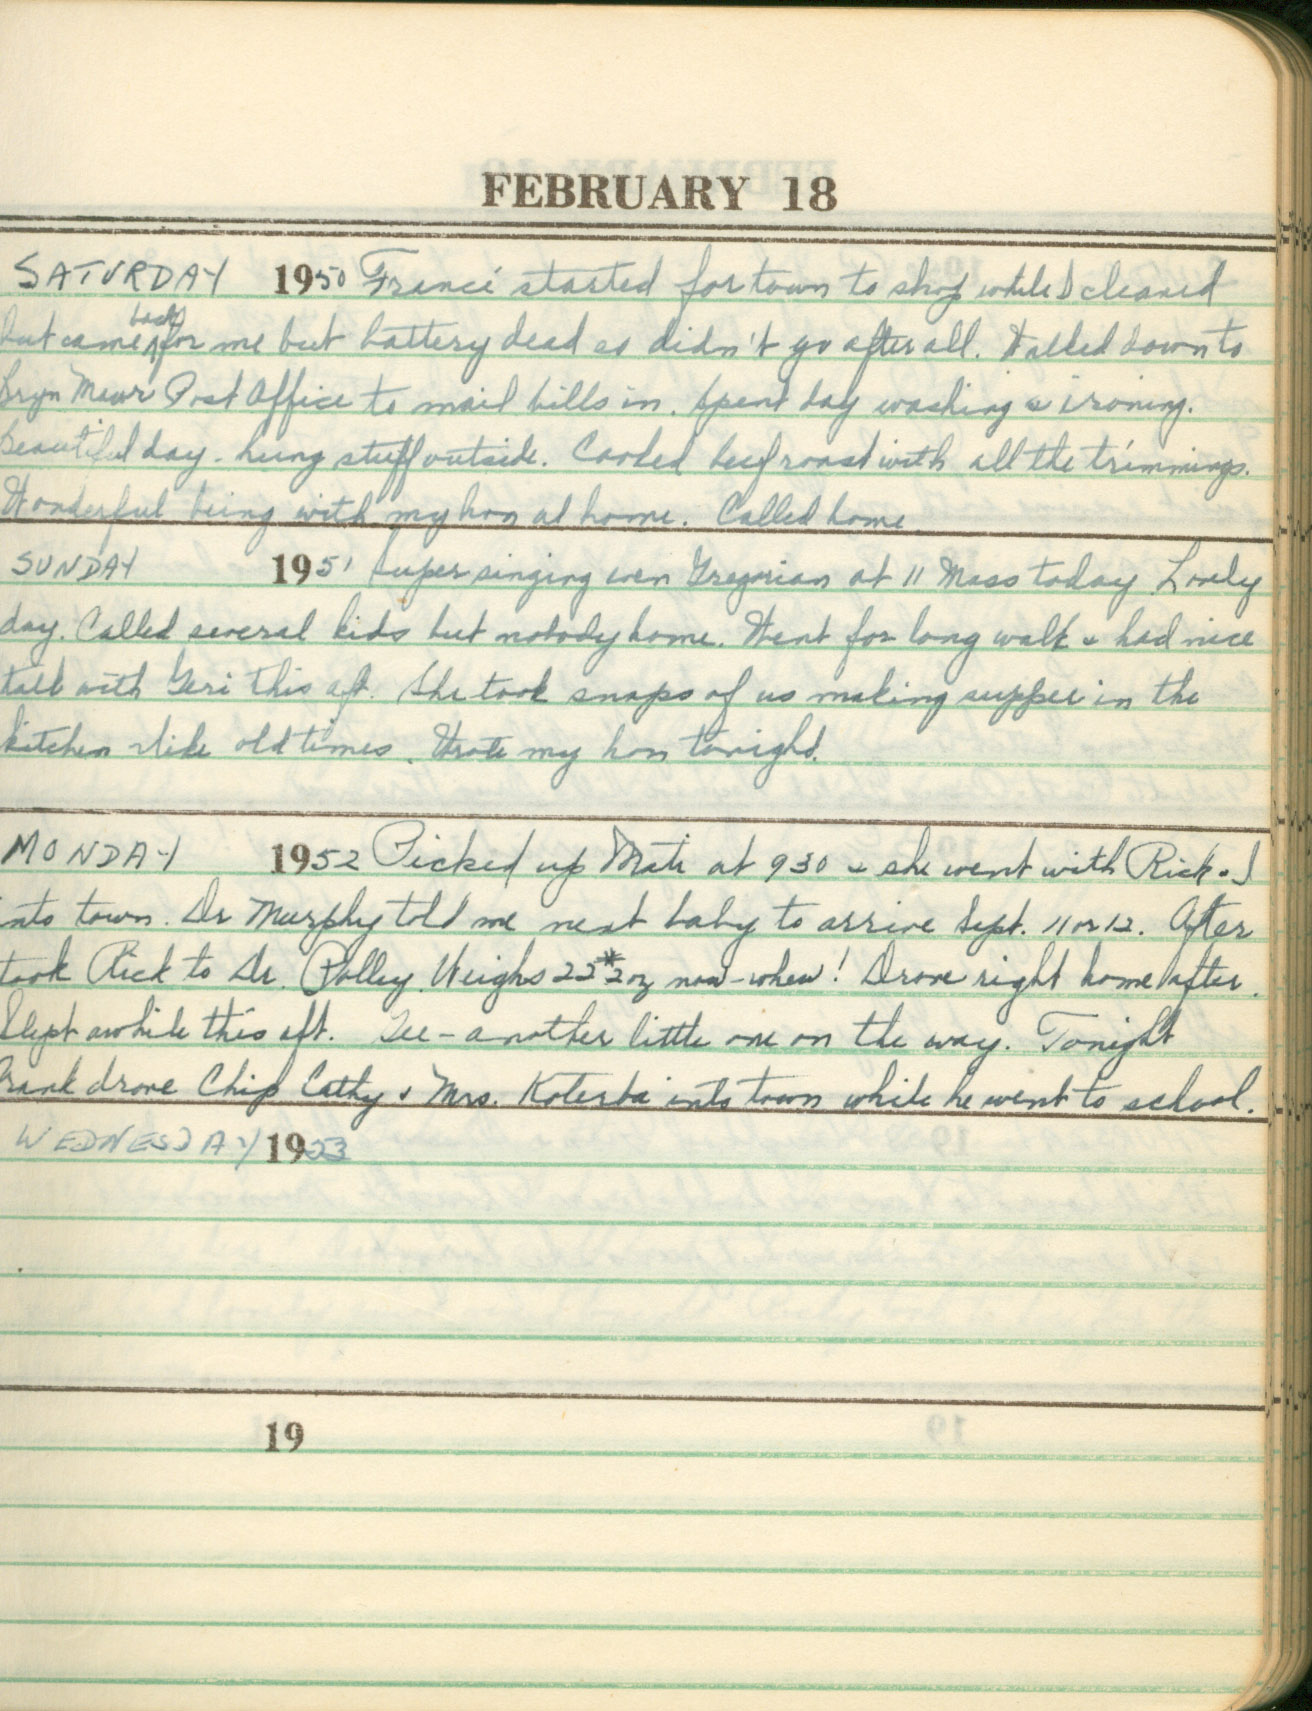 FEBRUARY 18
SATURDAY 1950 Francé started for town to shop while I cleaned
but came back for me but battery dead so didn't go after all. Walked down to
Bryn Mawr Post Office to mail bills in. Spent day washing & ironing.
Beautiful day - hung stuff outside. Cooked beef roast with all the trimmings.
Wonderful being with my hon at home. Called home.
SUNDAY 1951 Super singing even Gregorian at 11 Mass today. Lovely
day. Called several kids but nobody home. Went for long walk & had nice
talk with Geri this aft. She took snaps of us making supper in the
kitchen like old times. Wrote my hon tonight.
MONDAY 1952 Picked up at 930 & she went with Rick & I
into town. Dr Murphy told me next baby to arrive Sept. 11 or 12. After
took Rick to Dr. Polley. Weighs 22# 2oz now - whew! Drove right home after.
Slept awhile this aft. Gee - another little one on the way. Tonight
Frank drove Chip Cathy & Mrs. Koterba into town while he went to school.
WEDNESDAY 1953
19